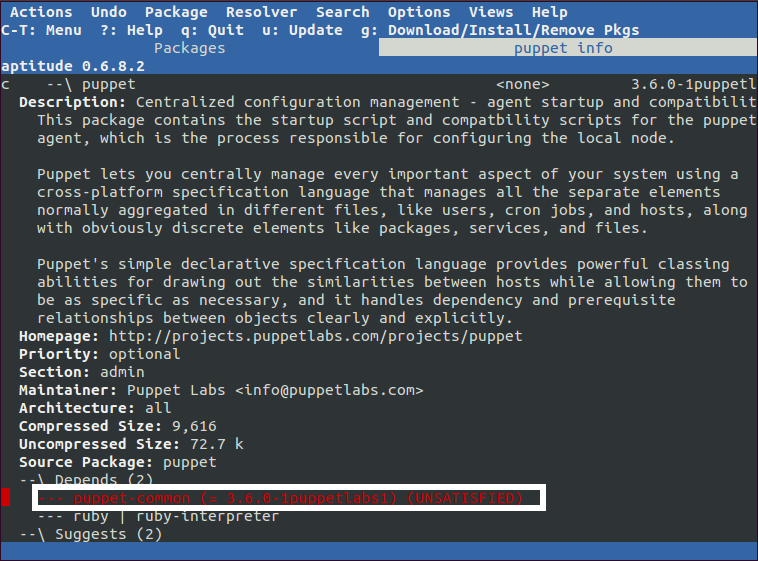 Actions Undo Package Resolver Search Options Views Help
C-T: Menu ?: Help q: Quit u: Update g: Download/Install/Remove Pkgs
Packages puppet info
aptitude 0.6.8.2
c --\ puppet <none> 3.6.0-1puppetl
Description: Centralized configuration management - agent startup and compatibilit
This package contains the startup script and compatbility scripts for the puppet
agent, which is the process responsible for configuring the local node.
Puppet lets you centrally manage every important aspect of your system using a
cross-platform specification language that manages all the separate elements
normally aggregated in different files, like users, cron jobs, and hosts, along
with obviously discrete elements like packages, services, and files.
Puppet's simple declarative specification language provides powerful classing
abilities for drawing out the similarities between hosts while allowing them to
be as specific as necessary, and it handles dependency and prerequisite
relationships between objects clearly and explicitly.
Homepage: http://projects.puppetlabs.com/projects/puppet
Priority: optional
Section: admin
Maintainer: Puppet Labs <info@puppetlabs.com>
Architecture: all
Compressed Size: 9,616
Uncompressed Size: 72.7 k
Source Package: puppet
--\ Depends (2)
--- puppet-common (= 3.6.0-1puppetlabs1) (UNSATISFIED)
--- ruby | ruby-interpreter
--\ Suggests (2)